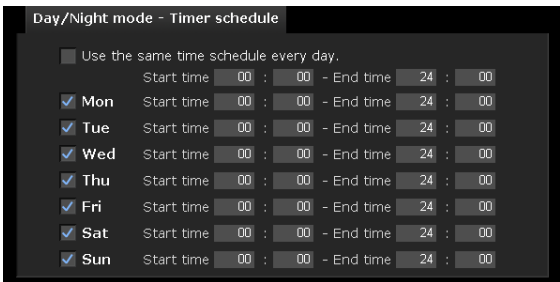 Day/Night mode - Timer schedule
Use the same time schedule every day.
Start time 00 : 00 - End time 24 : 00
Mon Start time 00 : 00 - End time 24 : 00
Tue Start time 00 : 00 - End time 24 : 00
Wed Start time 00 : 00 - End time 24 : 00
Thu Start time 00 : 00 - End time 24 : 00
Fri Start time 00 : 00 - End time 24 : 00
Sat Start time 00 : 00 - End time 24 : 00
Sun Start time 00 : 00 - End time 24 : 00